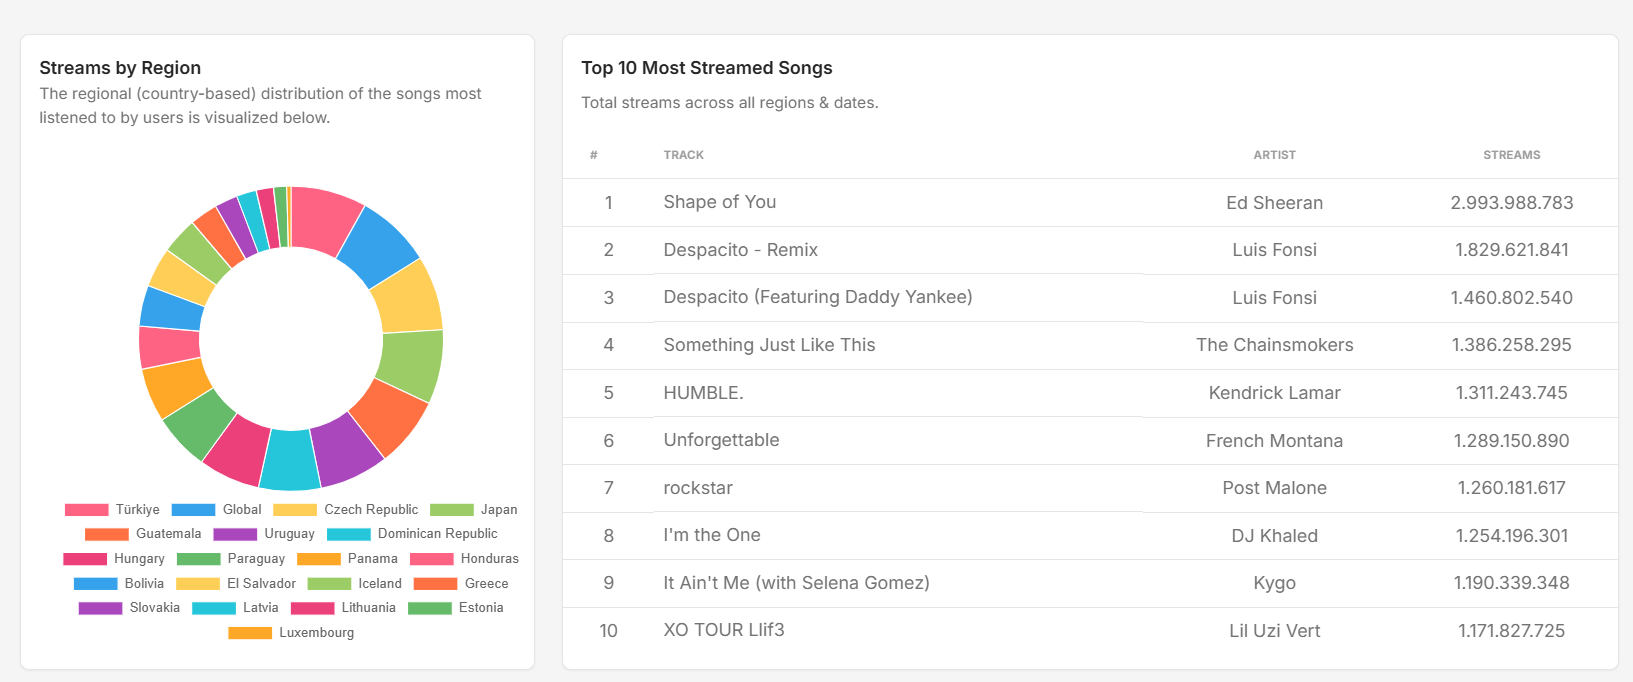 Streams by Region
The regional (country-based) distribution of the songs most
listened to by users is visualized below.
Türkiye Global Czech Republic Japan
Guatemala Uruguay Dominican Republic
Hungary Paraguay Panama Honduras
Bolivia El Salvador Iceland Greece
Slovakia Latvia Lithuania Estonia
Luxembourg
Top 10 Most Streamed Songs
Total streams across all regions & dates.
# TRACK ARTIST STREAMS
1 Shape of You Ed Sheeran 2.993.988.783
2 Despacito - Remix Luis Fonsi 1.829.621.841
3 Despacito (Featuring Daddy Yankee) Luis Fonsi 1.460.802.540
4 Something Just Like This The Chainsmokers 1.386.258.295
5 HUMBLE. Kendrick Lamar 1.311.243.745
6 Unforgettable French Montana 1.289.150.890
7 rockstar Post Malone 1.260.181.617
8 I'm the One DJ Khaled 1.254.196.301
9 It Ain't Me (with Selena Gomez) Kygo 1.190.339.348
10 XO TOUR Llif3 Lil Uzi Vert 1.171.827.725